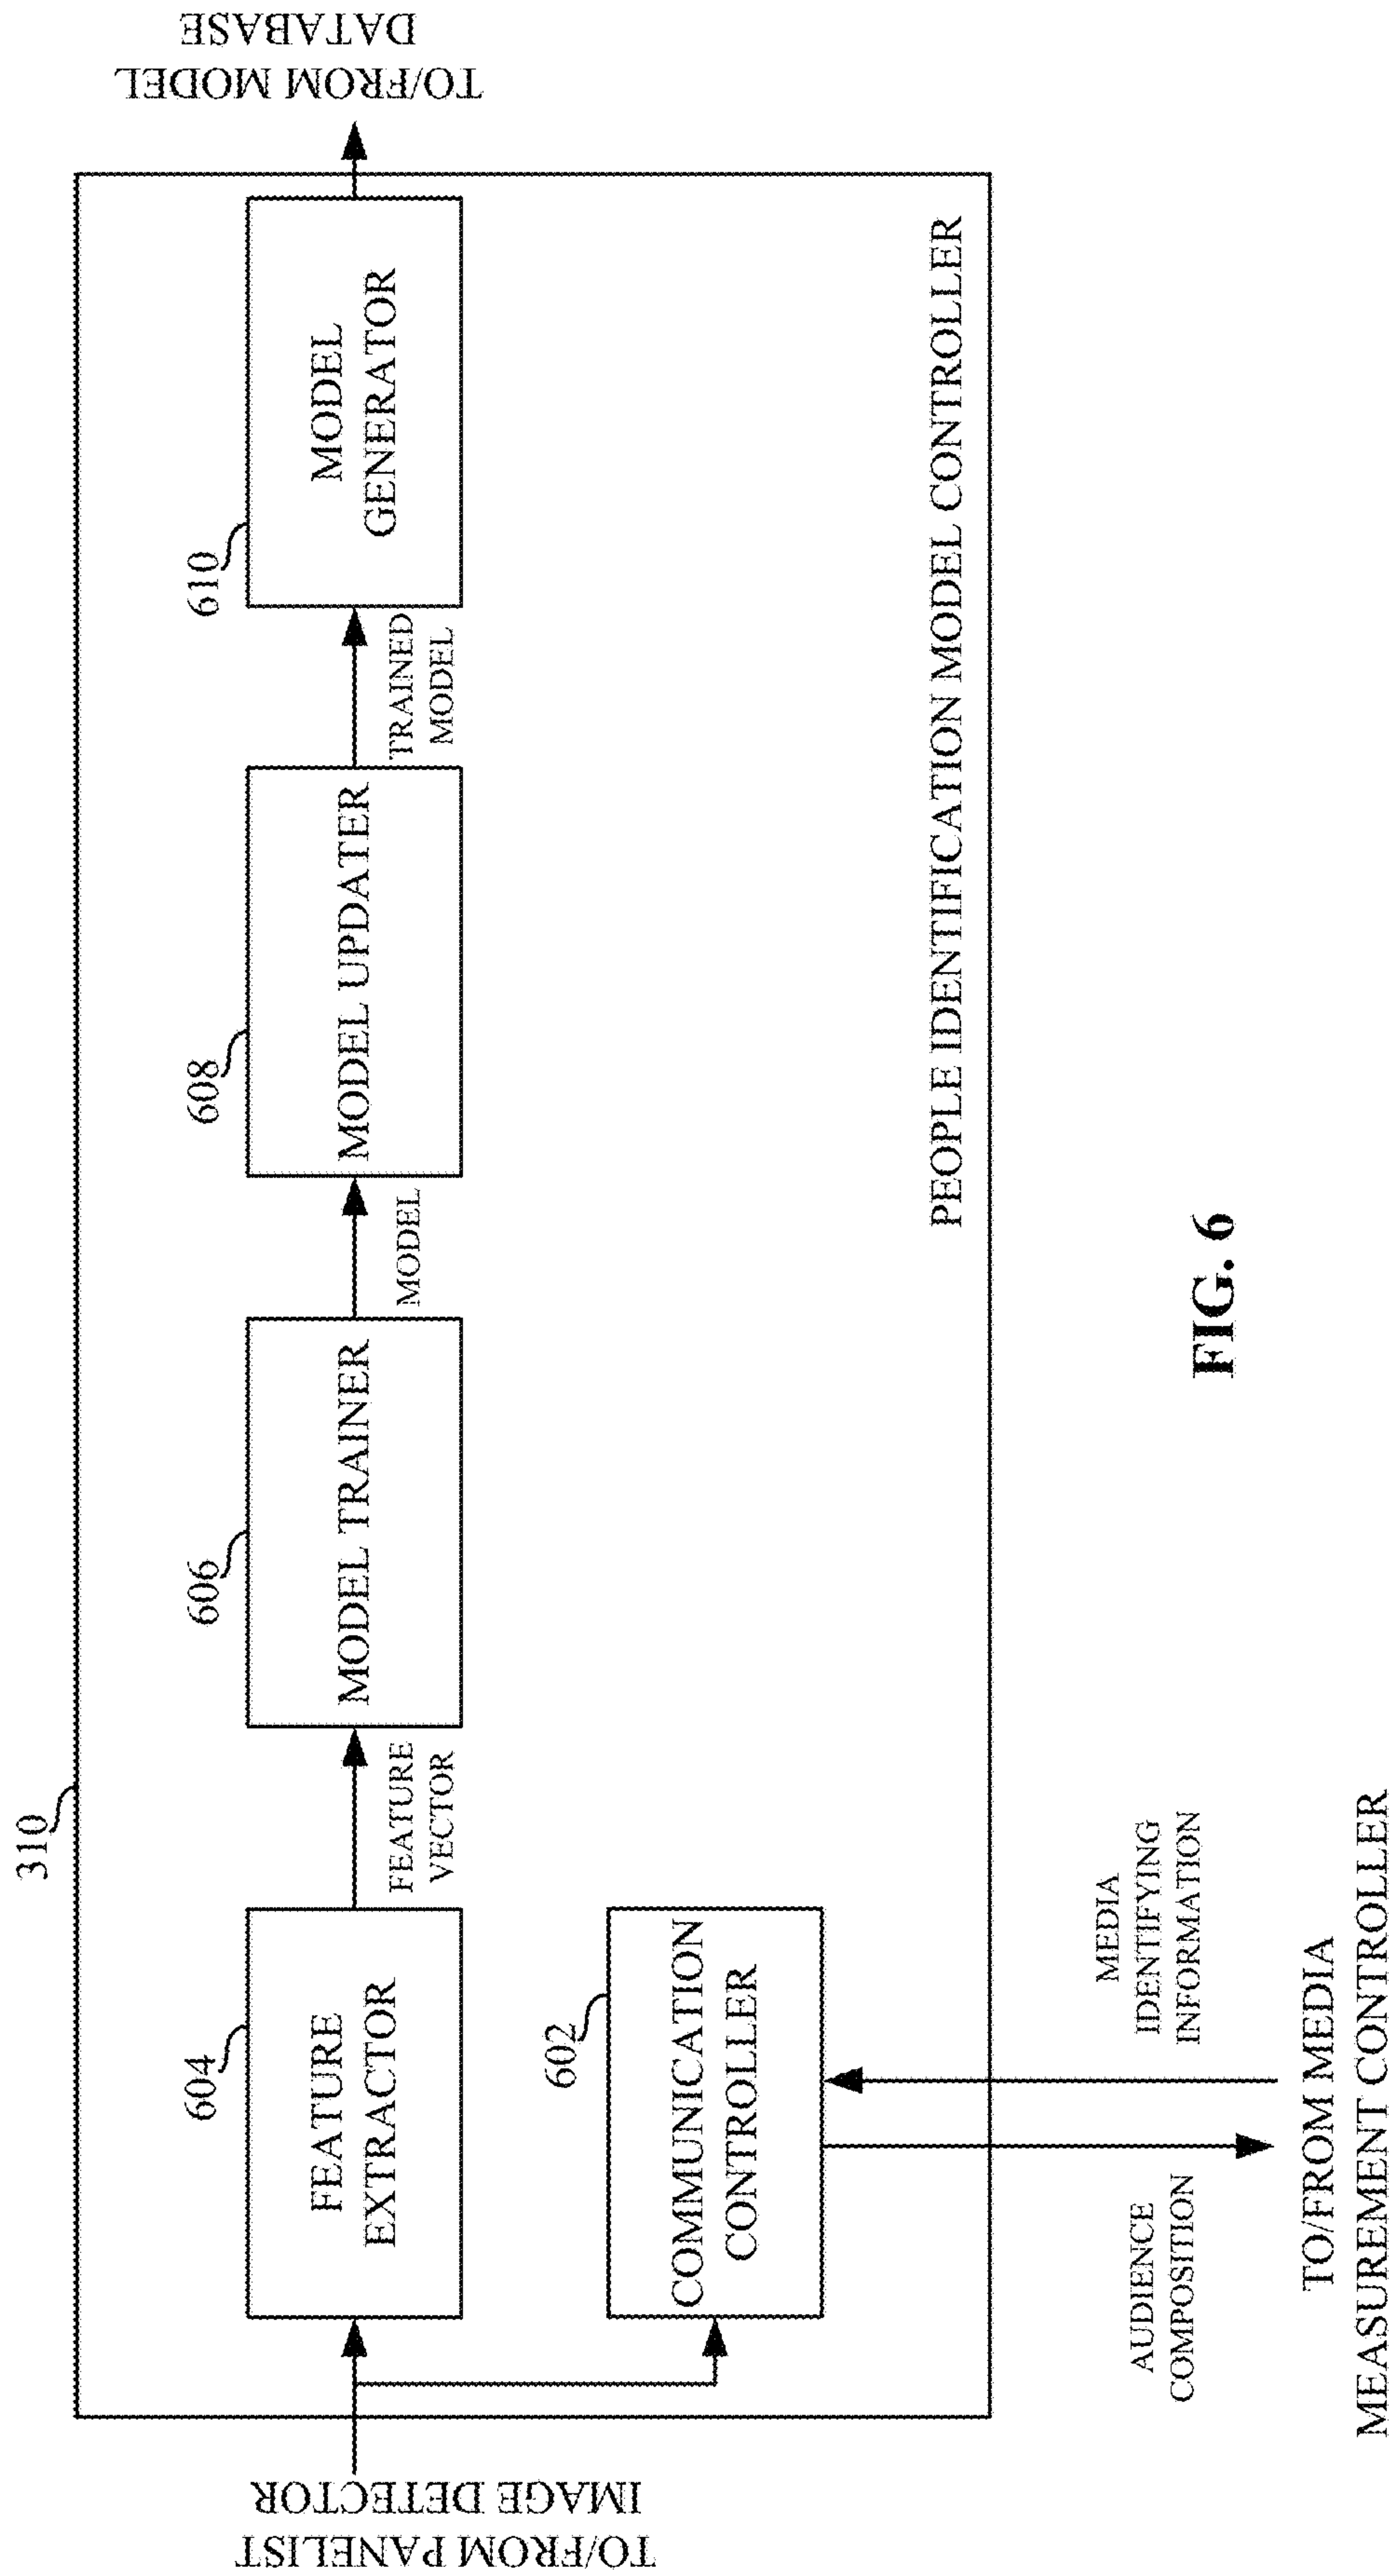 310
604
FEATURE
EXTRACTOR
FEATURE
VECTOR
606
MODEL TRAINER
MODEL
608
MODEL UPDATER
TRAINED
MODEL
610
MODEL
GENERATOR
TO/FROM MODEL
DATABASE
TO/FROM PANELIST
IMAGE DETECTOR
602
COMMUNICATION
CONTROLLER
PEOPLE IDENTIFICATION MODEL CONTROLLER
AUDIENCE
COMPOSITION
MEDIA
IDENTIFYING
INFORMATION
TO/FROM MEDIA
MEASUREMENT CONTROLLER
FIG. 6